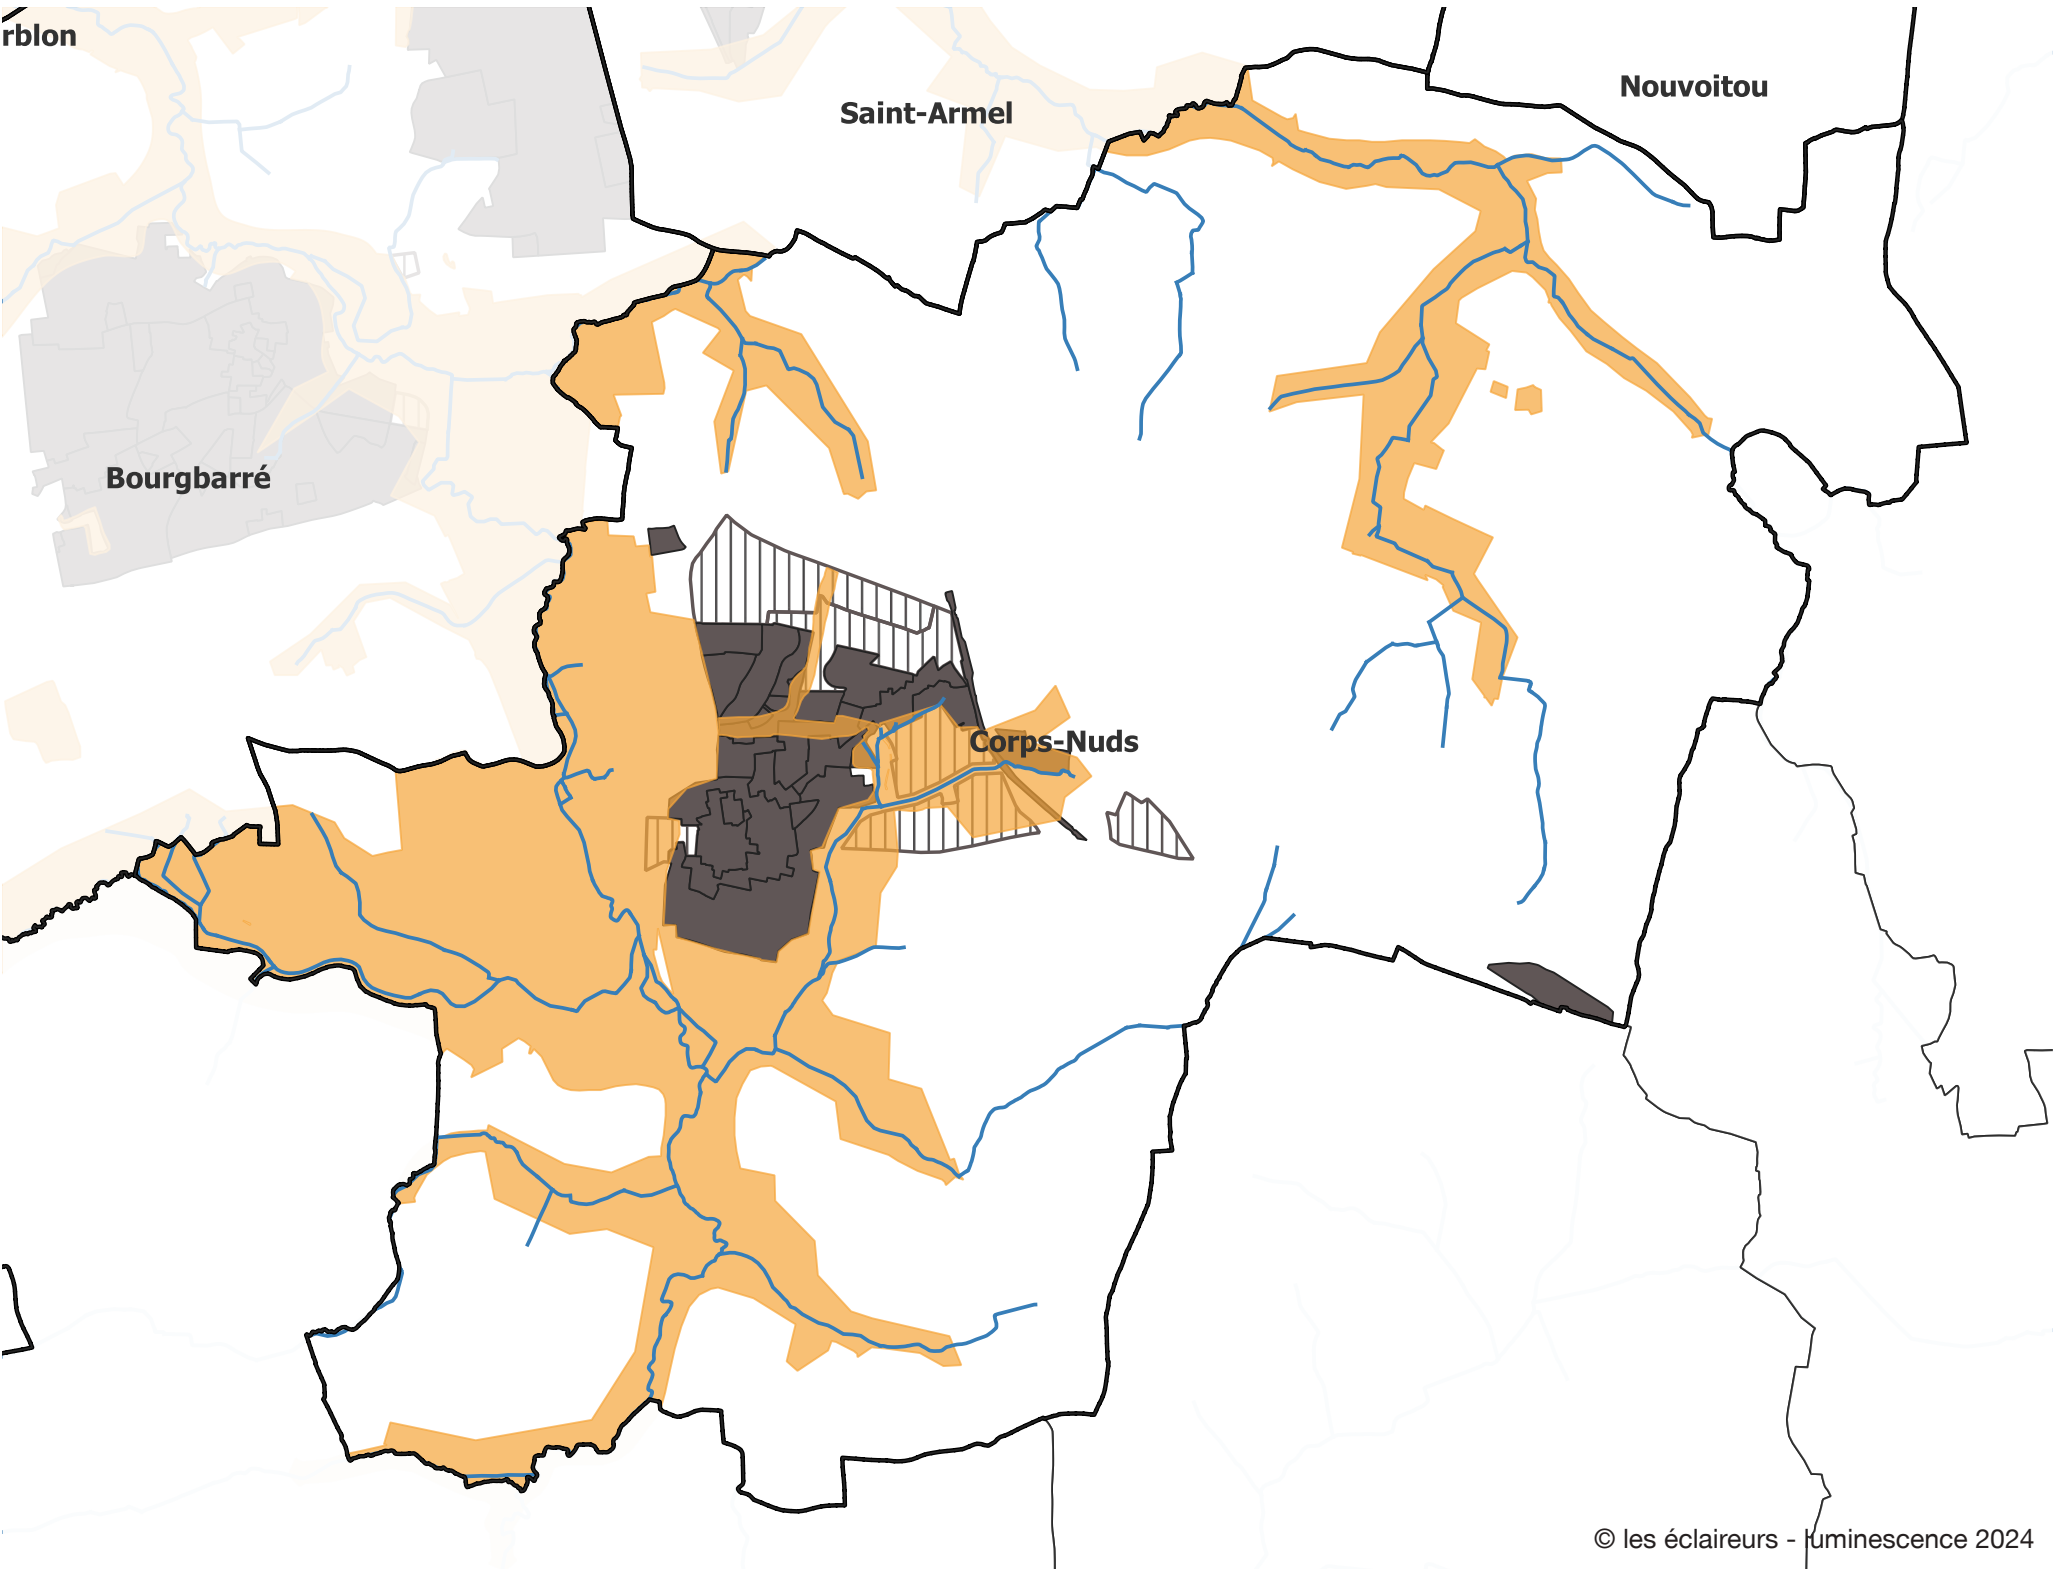 rblon
Nouvoitou
Saint-Armel
Bourgbarré
Corps-Nuds
© les éclaireurs - luminescence 2024